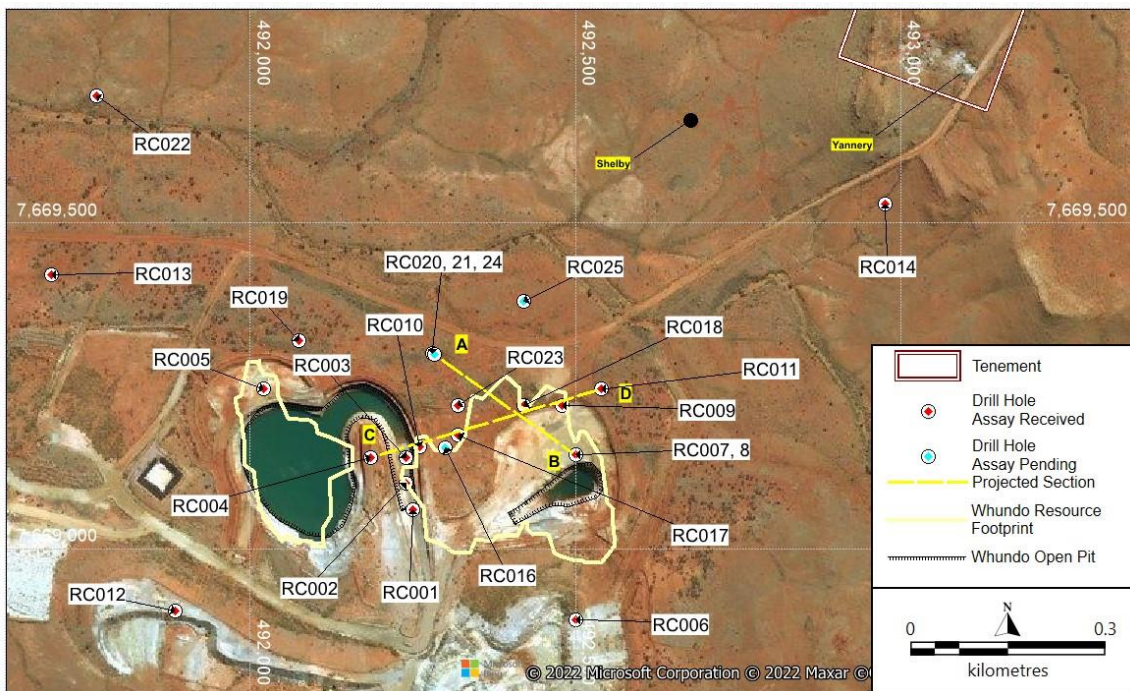 492,000
492,500
493,000
RC022
Shelby
Yannery
7,669,500
7,669,500
RC020, 21, 24
RC025
RC013
RC014
RC019
RC010
RC018
RC003
A
RC023
RC005
RC011
D
RC009
C
B
RC007, 8
RC004
RC017
7,669,000
RC002
RC001
RC016
RC012
RC006
492,000
© 2022 Microsoft Corporation © 2022 Maxar
Tenement
Drill Hole
Assay Received
Drill Hole
Assay Pending
Projected Section
Whundo Resource
Footprint
Whundo Open Pit
N
0
0.3
kilometres